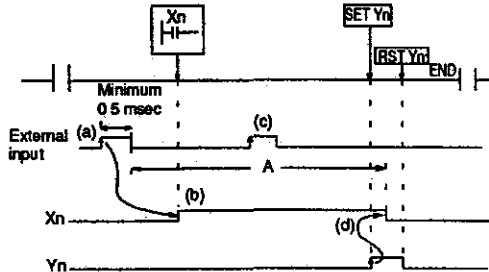 Xn
SET Yn
RST Yn
END
Minimum
0.5 msec
External
input
(a)
(c)
A
(b)
Xn
(d)
Yn